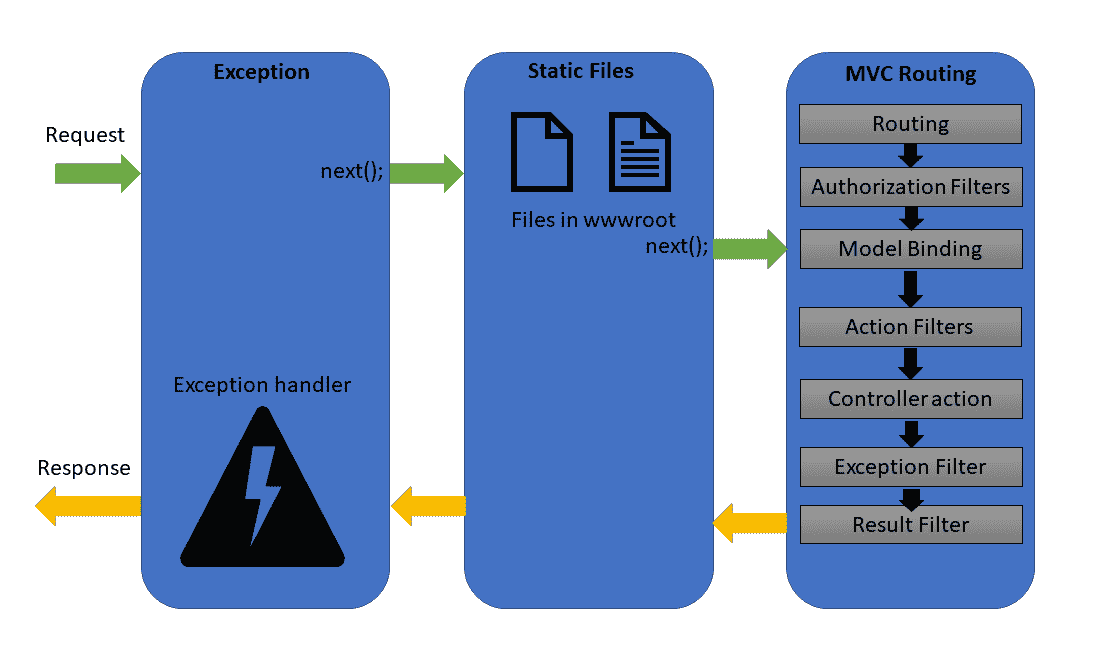 Exception
Static Files
MVC Routing
Request
next();
Files in wwwroot
next();
Routing
Authorization Filters
Model Binding
Action Filters
Controller action
Exception Filter
Result Filter
Exception handler
Response